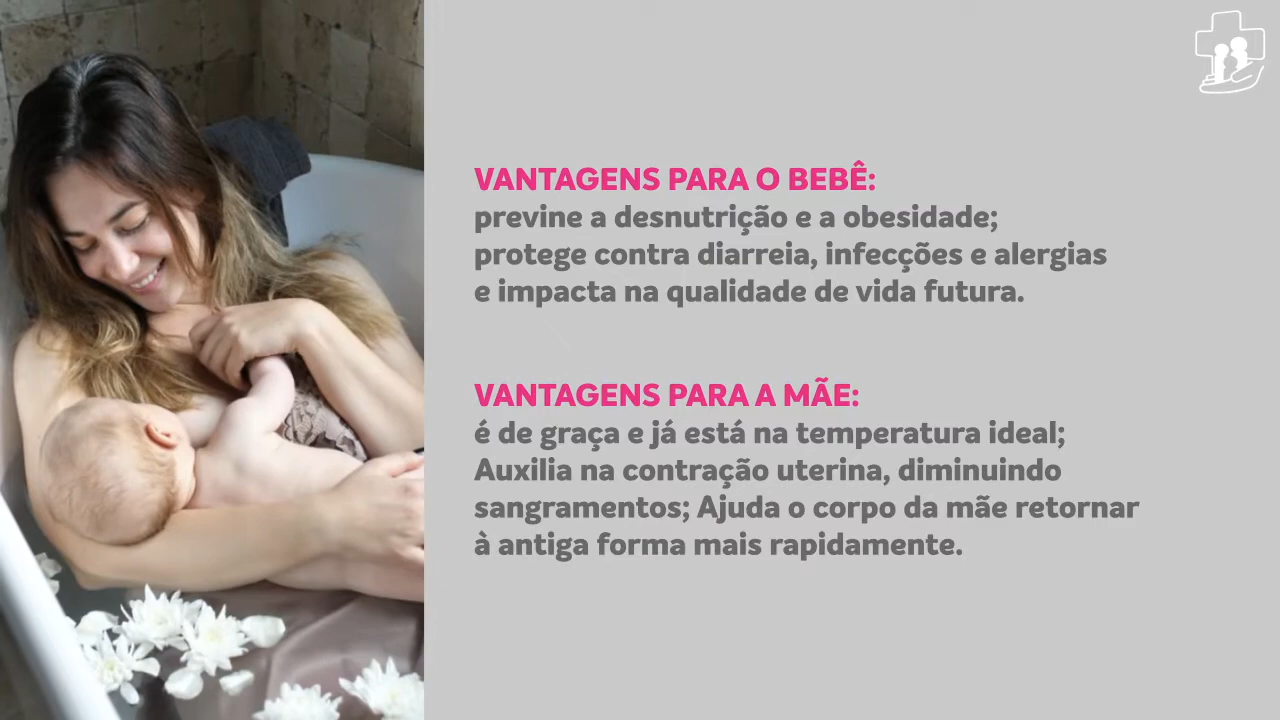 VANTAGENS PARA O BEBÊ:
previne a desnutrição e a obesidade;
protege contra diarreia, infecções e alergias
e impacta na qualidade de vida futura.
VANTAGENS PARA A MÃE:
é de graça e já está na temperatura ideal;
Auxilia na contração uterina, diminuindo
sangramentos; Ajuda o corpo da mãe retornar
à antiga forma mais rapidamente.